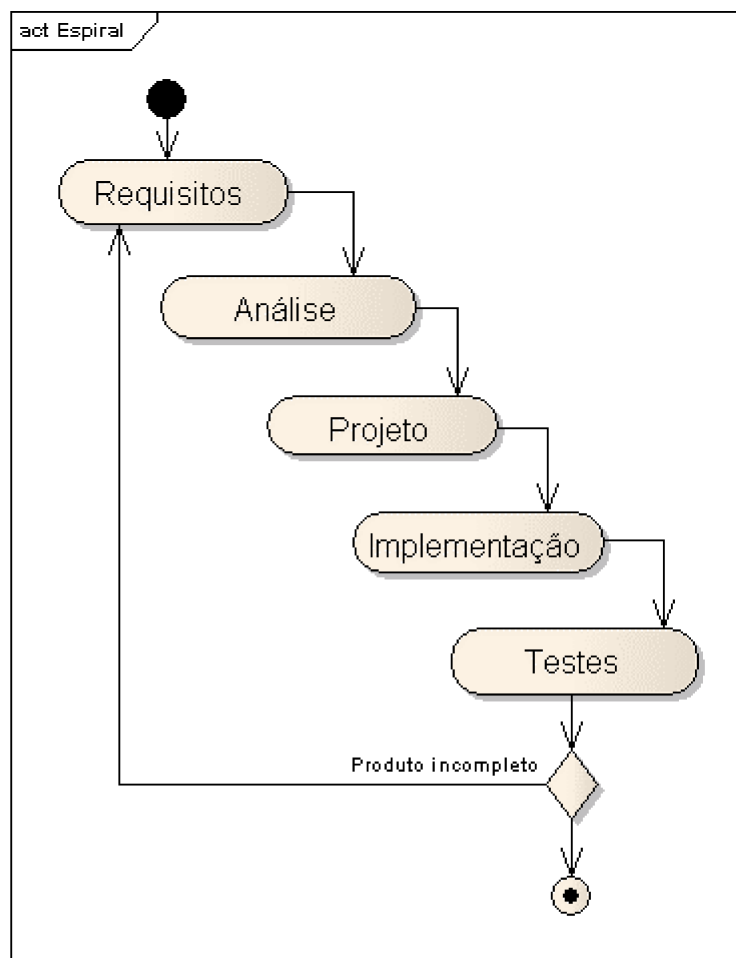 act Espiral
Requisitos
Análise
Projeto
Implementação
Testes
Produto incompleto